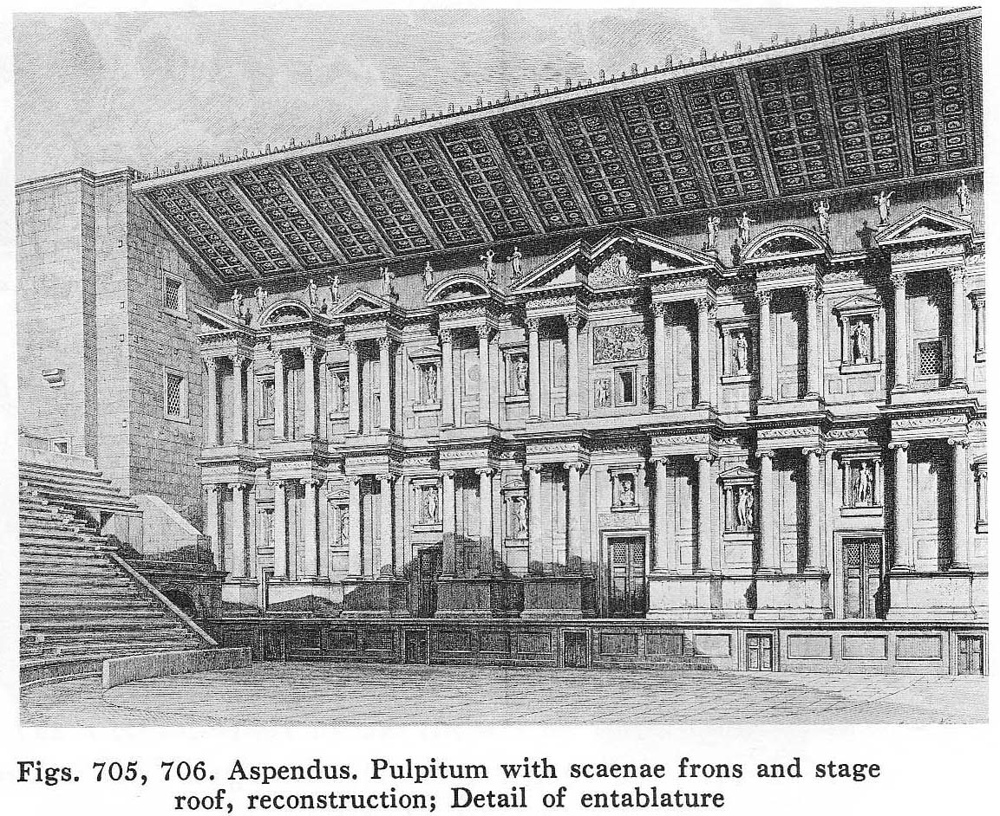 Figs. 705, 706. Aspendus. Pulpitum with scaenae frons and stage
roof, reconstruction; Detail of entablature